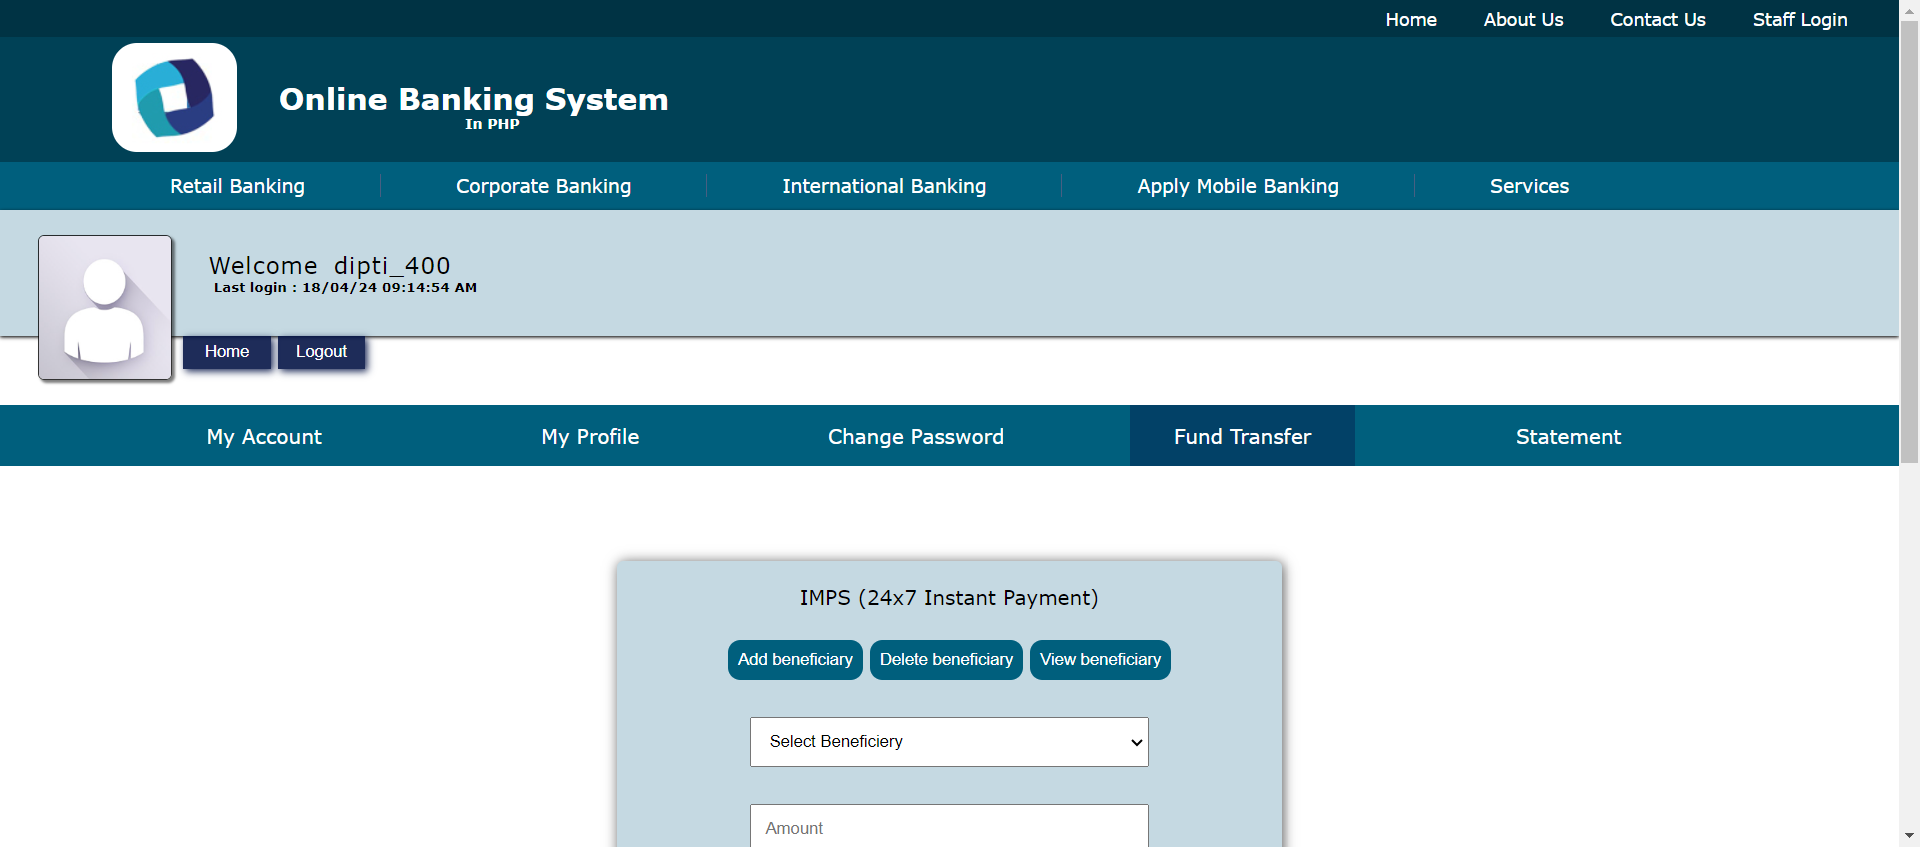 Home About Us Contact Us Staff Login
Online Banking System
In PHP
Retail Banking Corporate Banking International Banking Apply Mobile Banking Services
Welcome dipti_400
Last login : 18/04/24 09:14:54 AM
Home Logout
My Account My Profile Change Password Fund Transfer Statement
IMPS (24x7 Instant Payment)
Add beneficiary Delete beneficiary View beneficiary
Select Beneficiery
Amount